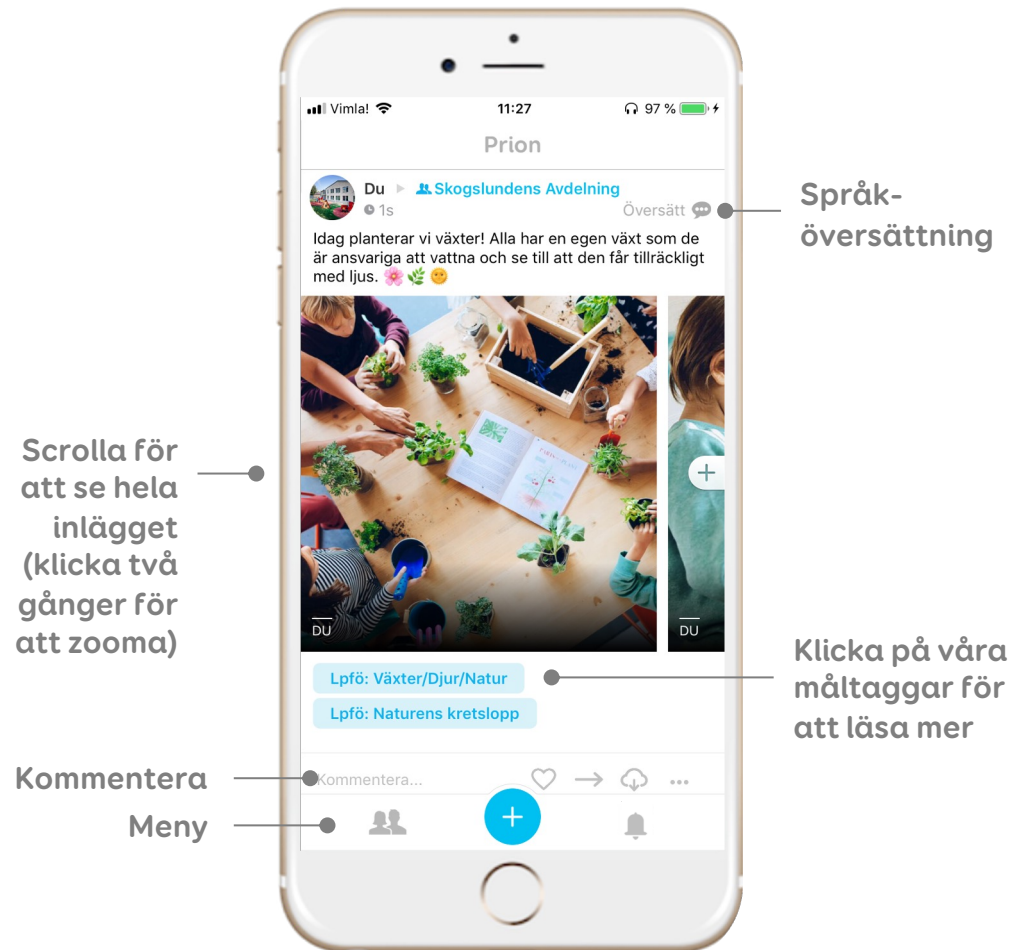 Vimla!
11:27
97 %
Prion
Du
Skogslundens Avdelning
1s
Översätt
Idag planterar vi växter! Alla har en egen växt som de
är ansvariga att vattna och se till att den får tillräckligt
med ljus. 🌸🌿🌞
DU
DU
Lpfö: Växter/Djur/Natur
Lpfö: Naturens kretslopp
Kommentera...
Språk-
översättning
Scrolla för
att se hela
inlägget
(klicka två
gånger för
att zooma)
Klicka på våra
måltaggar för
att läsa mer
Kommentera
Meny